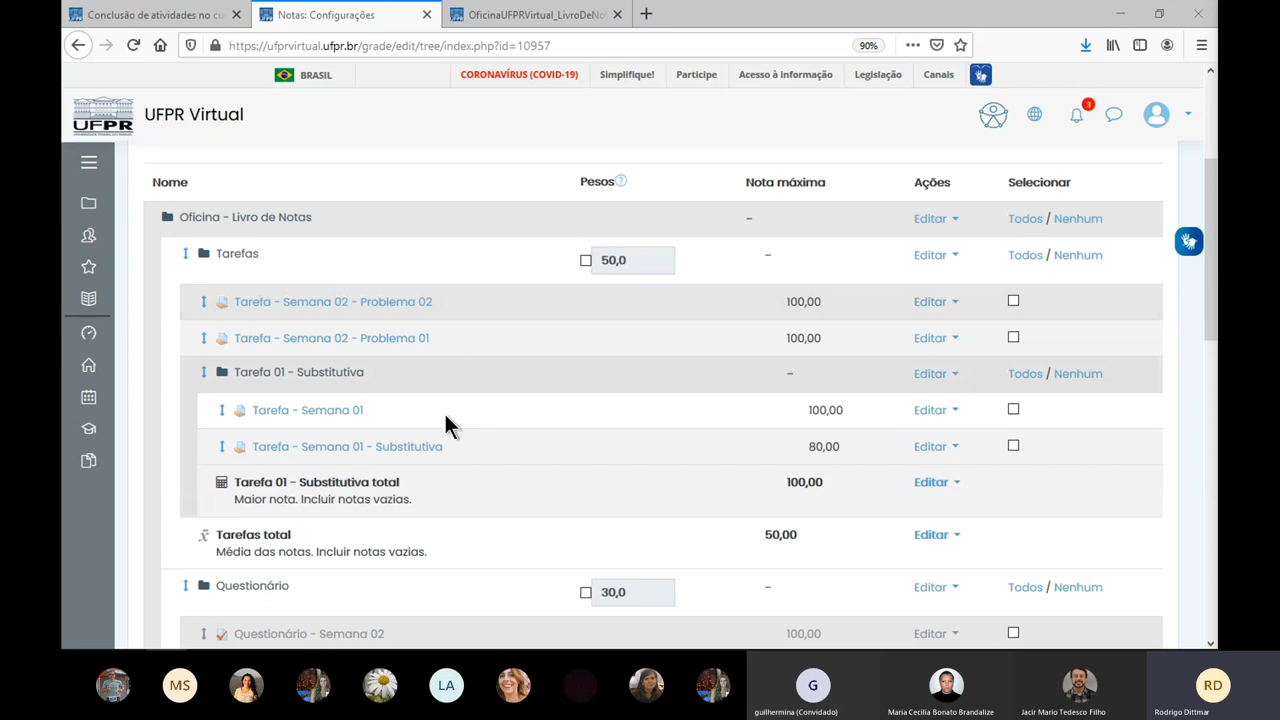 Conclusão de atividades no cu
Notas: Configurações
OficinaUFPRVirtual_LivroDeNo
https://ufprvirtual.ufpr.br/grade/edit/tree/index.php?id=10957
90%
BRASIL
CORONAVÍRUS (COVID-19)
Simplifique!
Participe
Acesso à informação
Legislação
Canais
UFPR
UFPR Virtual
3
Nome
Pesos
Nota máxima
Ações
Selecionar
Oficina - Livro de Notas
–
Editar
Todos / Nenhum
Tarefas
50,0
–
Editar
Todos / Nenhum
Tarefa - Semana 02 - Problema 02
100,00
Editar
Tarefa - Semana 02 - Problema 01
100,00
Editar
Tarefa 01 - Substitutiva
–
Editar
Todos / Nenhum
Tarefa - Semana 01
100,00
Editar
Tarefa - Semana 01 - Substitutiva
80,00
Editar
Tarefa 01 - Substitutiva total
100,00
Editar
Maior nota. Incluir notas vazias.
Tarefas total
50,00
Editar
Média das notas. Incluir notas vazias.
Questionário
30,0
–
Editar
Todos / Nenhum
Questionário - Semana 02
100,00
Editar
MS
LA
G
RD
guilhermina (Convidado)
Maria Cecilia Bonato Brandalize
Jacir Mario Tedesco Filho
Rodrigo Dittmar